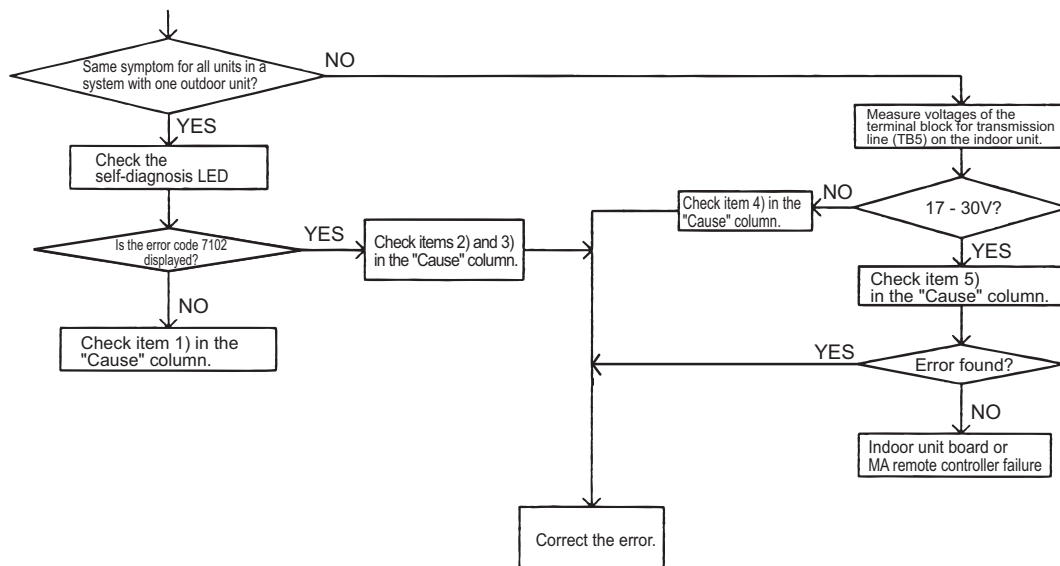 Same symptom for all units in a
system with one outdoor unit?
NO
YES
Measure voltages of the
terminal block for transmission
line (TB5) on the indoor unit.
Check the
self-diagnosis LED
NO
Check item 4) in the
"Cause" column.
17 - 30V?
YES
Is the error code 7102
displayed?
YES
Check items 2) and 3)
in the "Cause" column.
Check item 5)
in the "Cause" column.
NO
Check item 1) in the
"Cause" column.
YES
Error found?
NO
Indoor unit board or
MA remote controller failure
Correct the error.